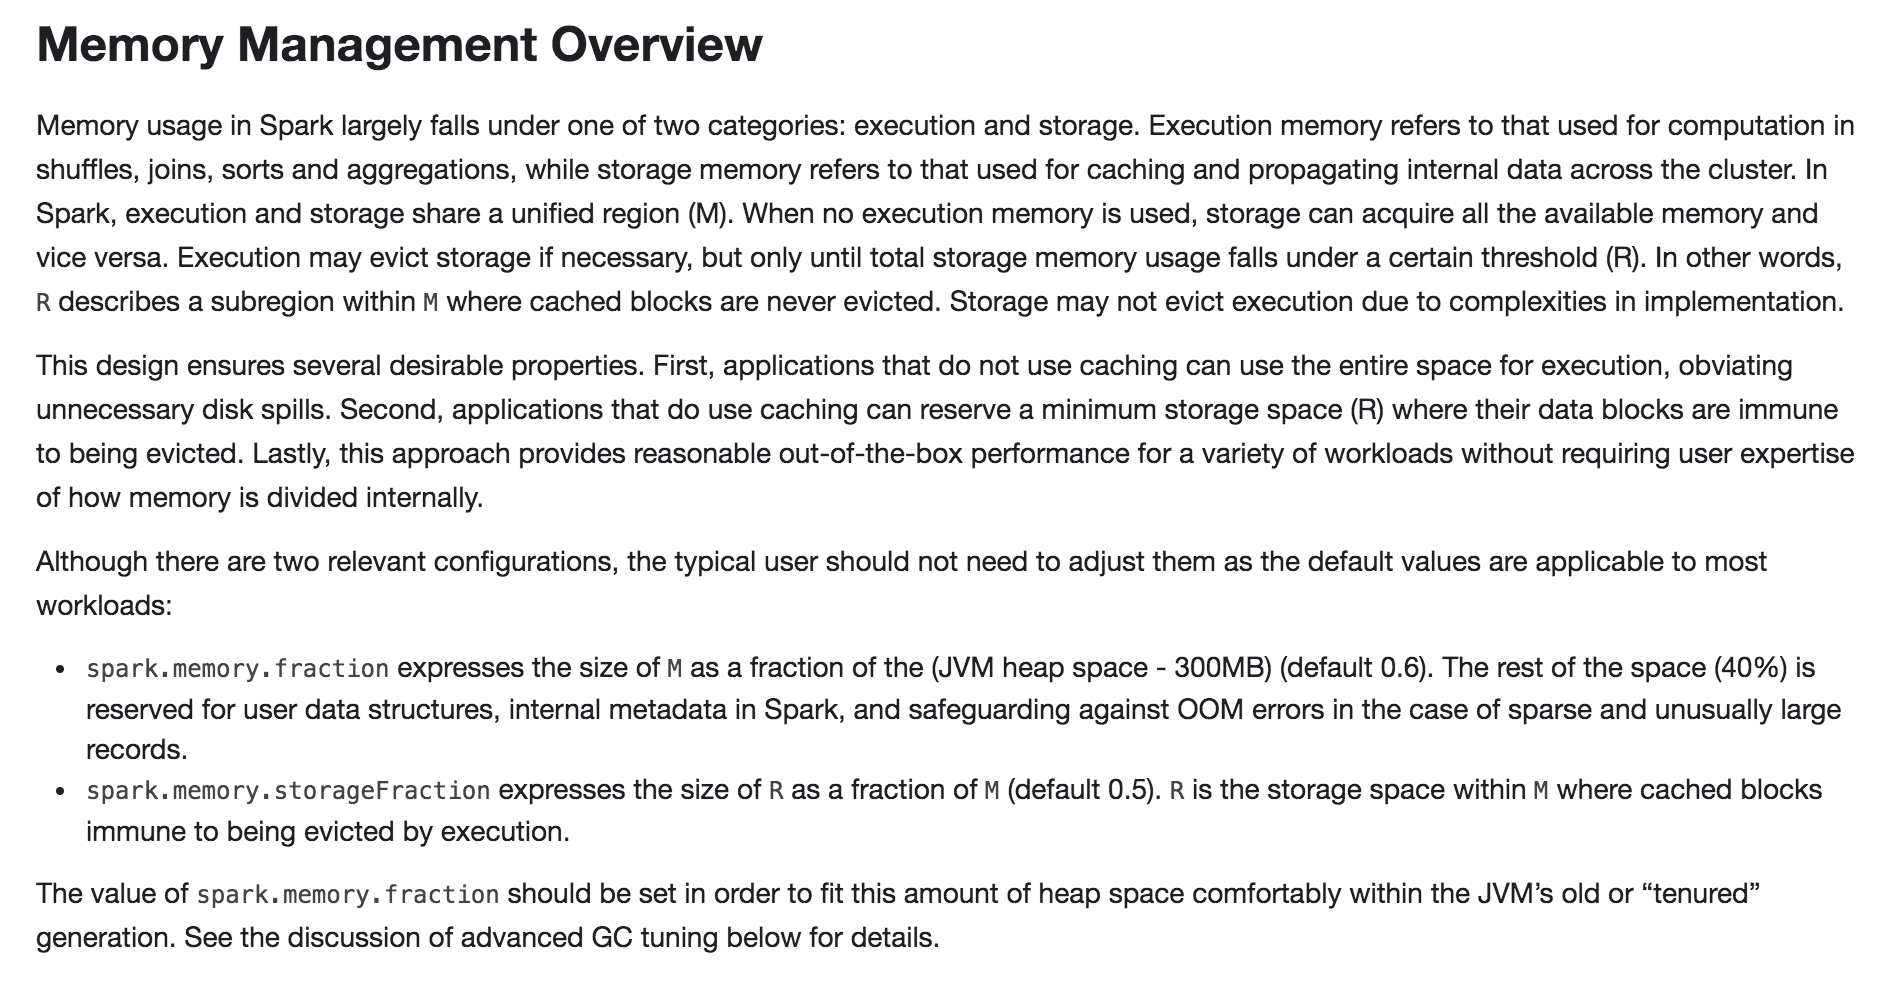 Memory Management Overview
Memory usage in Spark largely falls under one of two categories: execution and storage. Execution memory refers to that used for computation in
shuffles, joins, sorts and aggregations, while storage memory refers to that used for caching and propagating internal data across the cluster. In
Spark, execution and storage share a unified region (M). When no execution memory is used, storage can acquire all the available memory and
vice versa. Execution may evict storage if necessary, but only until total storage memory usage falls under a certain threshold (R). In other words,
R describes a subregion within M where cached blocks are never evicted. Storage may not evict execution due to complexities in implementation.
This design ensures several desirable properties. First, applications that do not use caching can use the entire space for execution, obviating
unnecessary disk spills. Second, applications that do use caching can reserve a minimum storage space (R) where their data blocks are immune
to being evicted. Lastly, this approach provides reasonable out-of-the-box performance for a variety of workloads without requiring user expertise
of how memory is divided internally.
Although there are two relevant configurations, the typical user should not need to adjust them as the default values are applicable to most
workloads:
• spark.memory.fraction expresses the size of M as a fraction of the (JVM heap space - 300MB) (default 0.6). The rest of the space (40%) is
reserved for user data structures, internal metadata in Spark, and safeguarding against OOM errors in the case of sparse and unusually large
records.
• spark.memory.storageFraction expresses the size of R as a fraction of M (default 0.5). R is the storage space within M where cached blocks
immune to being evicted by execution.
The value of spark.memory.fraction should be set in order to fit this amount of heap space comfortably within the JVM’s old or “tenured”
generation. See the discussion of advanced GC tuning below for details.